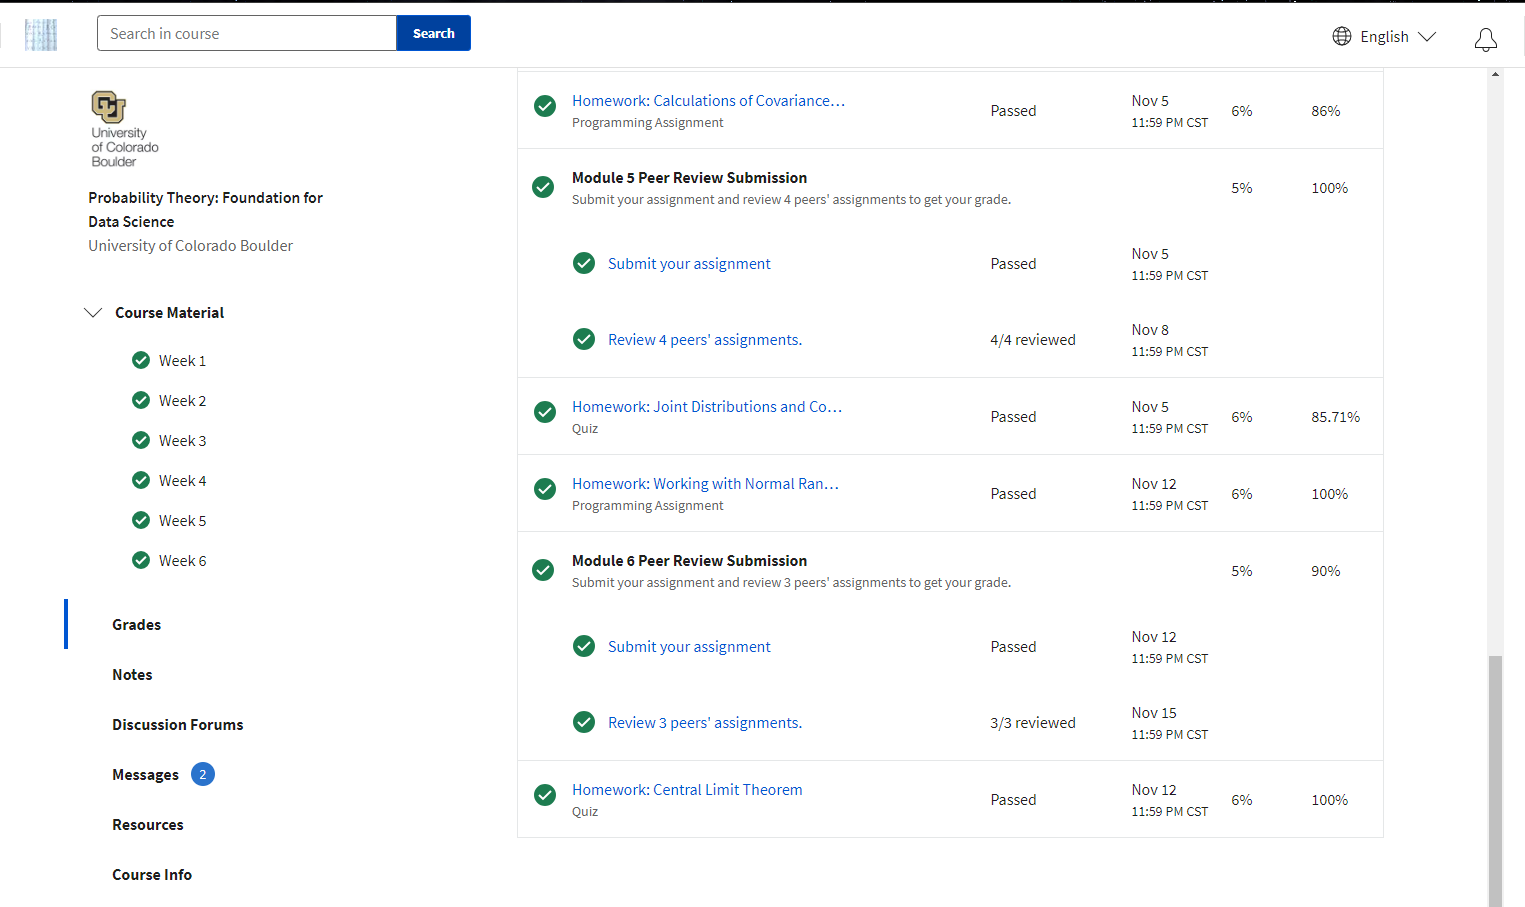 Search in course
Search
English
University
of Colorado
Boulder
Probability Theory: Foundation for
Data Science
University of Colorado Boulder
Course Material
Week 1
Week 2
Week 3
Week 4
Week 5
Week 6
Grades
Notes
Discussion Forums
Messages 2
Resources
Course Info
Homework: Calculations of Covariance…
Programming Assignment
Passed
Nov 5
11:59 PM CST
6%
86%
Module 5 Peer Review Submission
Submit your assignment and review 4 peers' assignments to get your grade.
5%
100%
Submit your assignment
Passed
Nov 5
11:59 PM CST
Review 4 peers' assignments.
4/4 reviewed
Nov 8
11:59 PM CST
Homework: Joint Distributions and Co…
Quiz
Passed
Nov 5
11:59 PM CST
6%
85.71%
Homework: Working with Normal Ran…
Programming Assignment
Passed
Nov 12
11:59 PM CST
6%
100%
Module 6 Peer Review Submission
Submit your assignment and review 3 peers' assignments to get your grade.
5%
90%
Submit your assignment
Passed
Nov 12
11:59 PM CST
Review 3 peers' assignments.
3/3 reviewed
Nov 15
11:59 PM CST
Homework: Central Limit Theorem
Quiz
Passed
Nov 12
11:59 PM CST
6%
100%